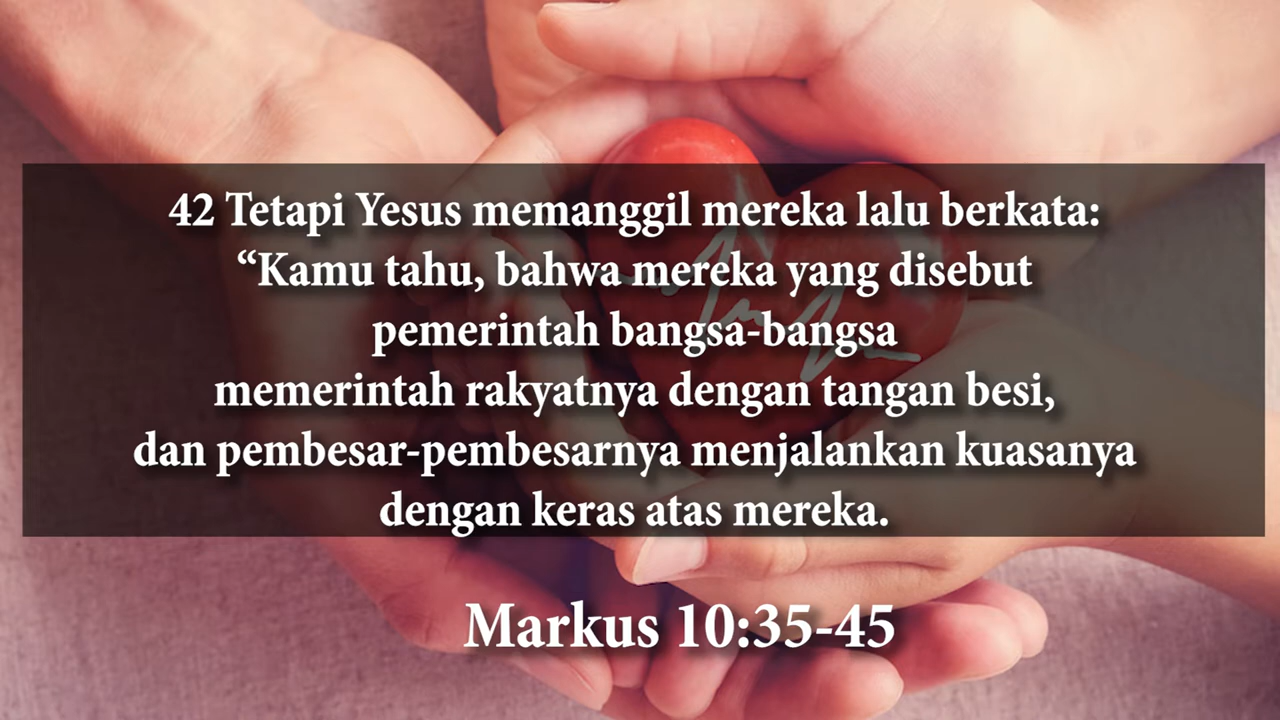 42 Tetapi Yesus memanggil mereka lalu berkata:
“Kamu tahu, bahwa mereka yang disebut
pemerintah bangsa-bangsa
memerintah rakyatnya dengan tangan besi,
dan pembesar-pembesarnya menjalankan kuasanya
dengan keras atas mereka.
Markus 10:35-45